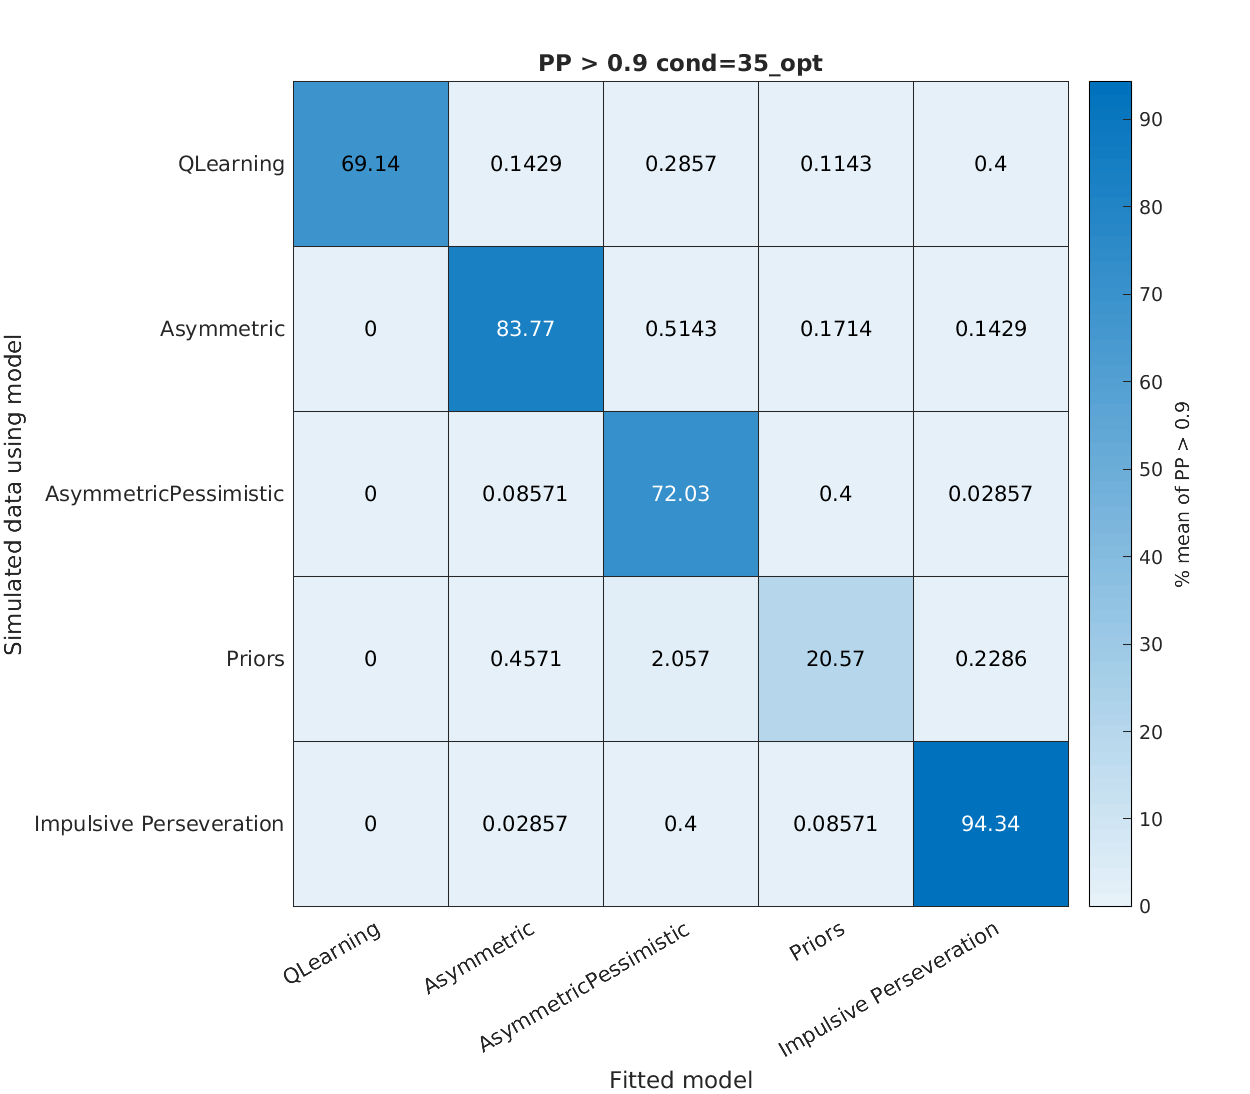 PP > 0.9 cond=35_opt
QLearning 69.14 0.1429 0.2857 0.1143 0.4
Asymmetric 0 83.77 0.5143 0.1714 0.1429
AsymmetricPessimistic 0 0.08571 72.03 0.4 0.02857
Priors 0 0.4571 2.057 20.57 0.2286
Impulsive Perseveration 0 0.02857 0.4 0.08571 94.34
QLearning
Asymmetric
AsymmetricPessimistic
Priors
Impulsive Perseveration
Fitted model
Simulated data using model
90
80
70
60
50
40
30
20
10
0
% mean of PP > 0.9